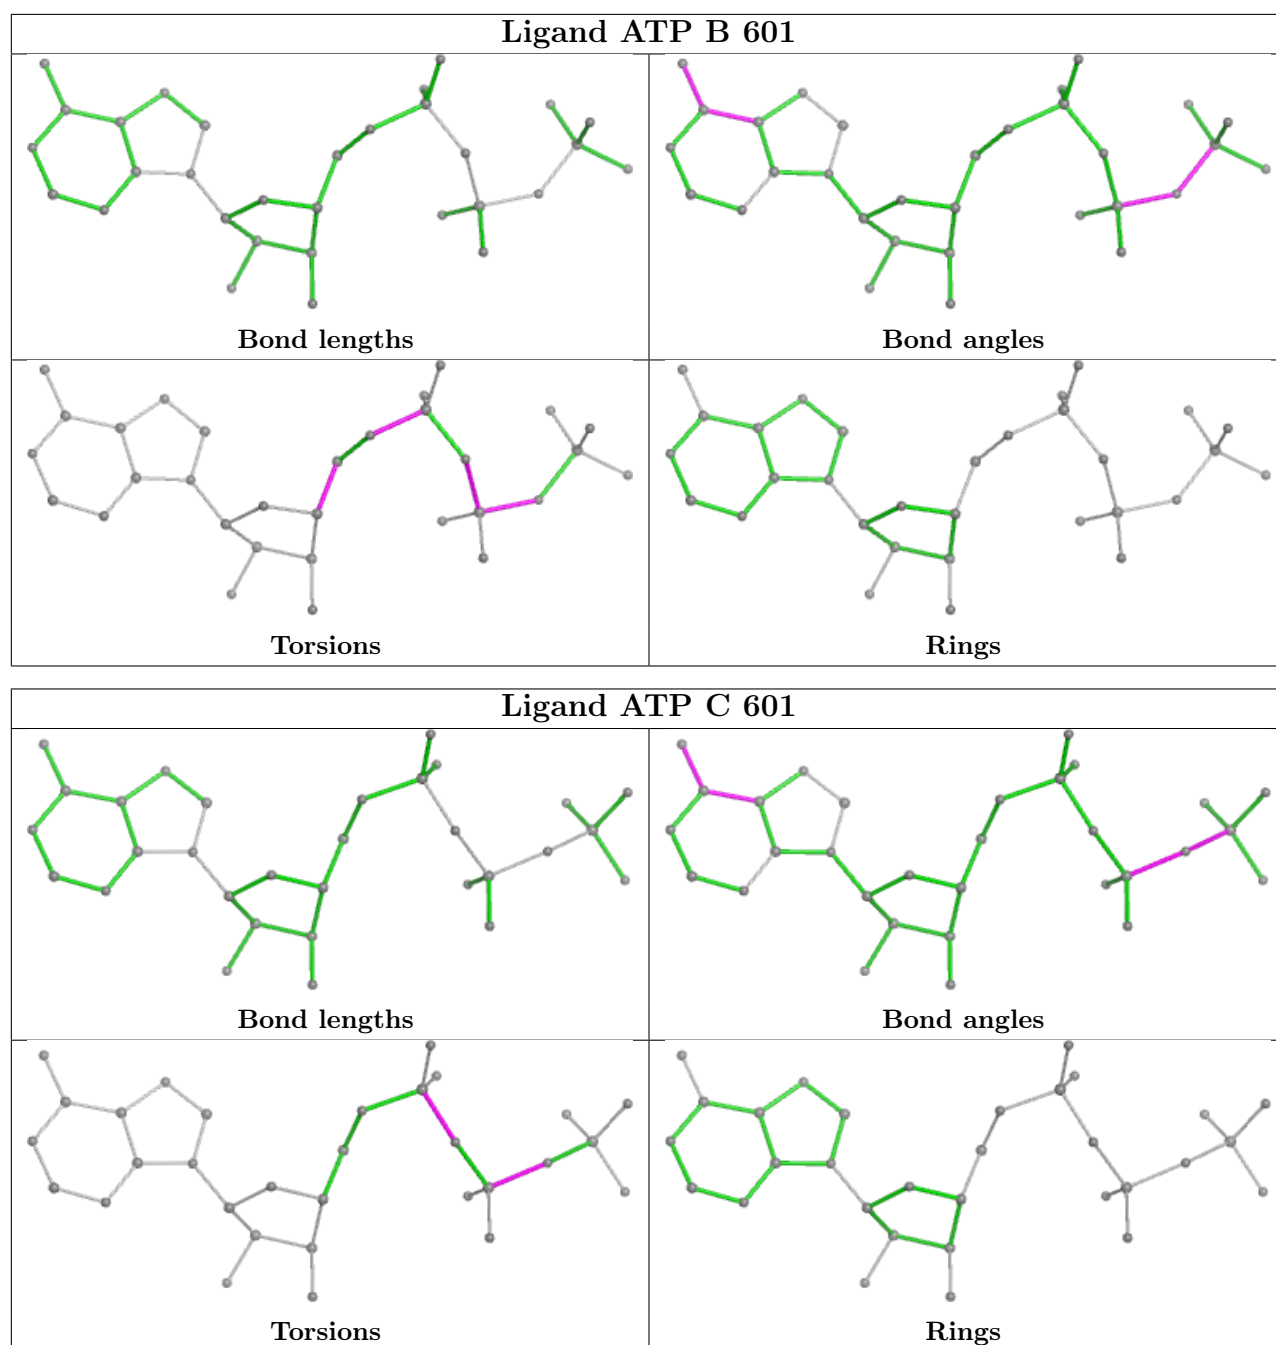 Ligand ATP B 601
Bond lengths
Bond angles
Torsions
Rings
Ligand ATP C 601
Bond lengths
Bond angles
Torsions
Rings